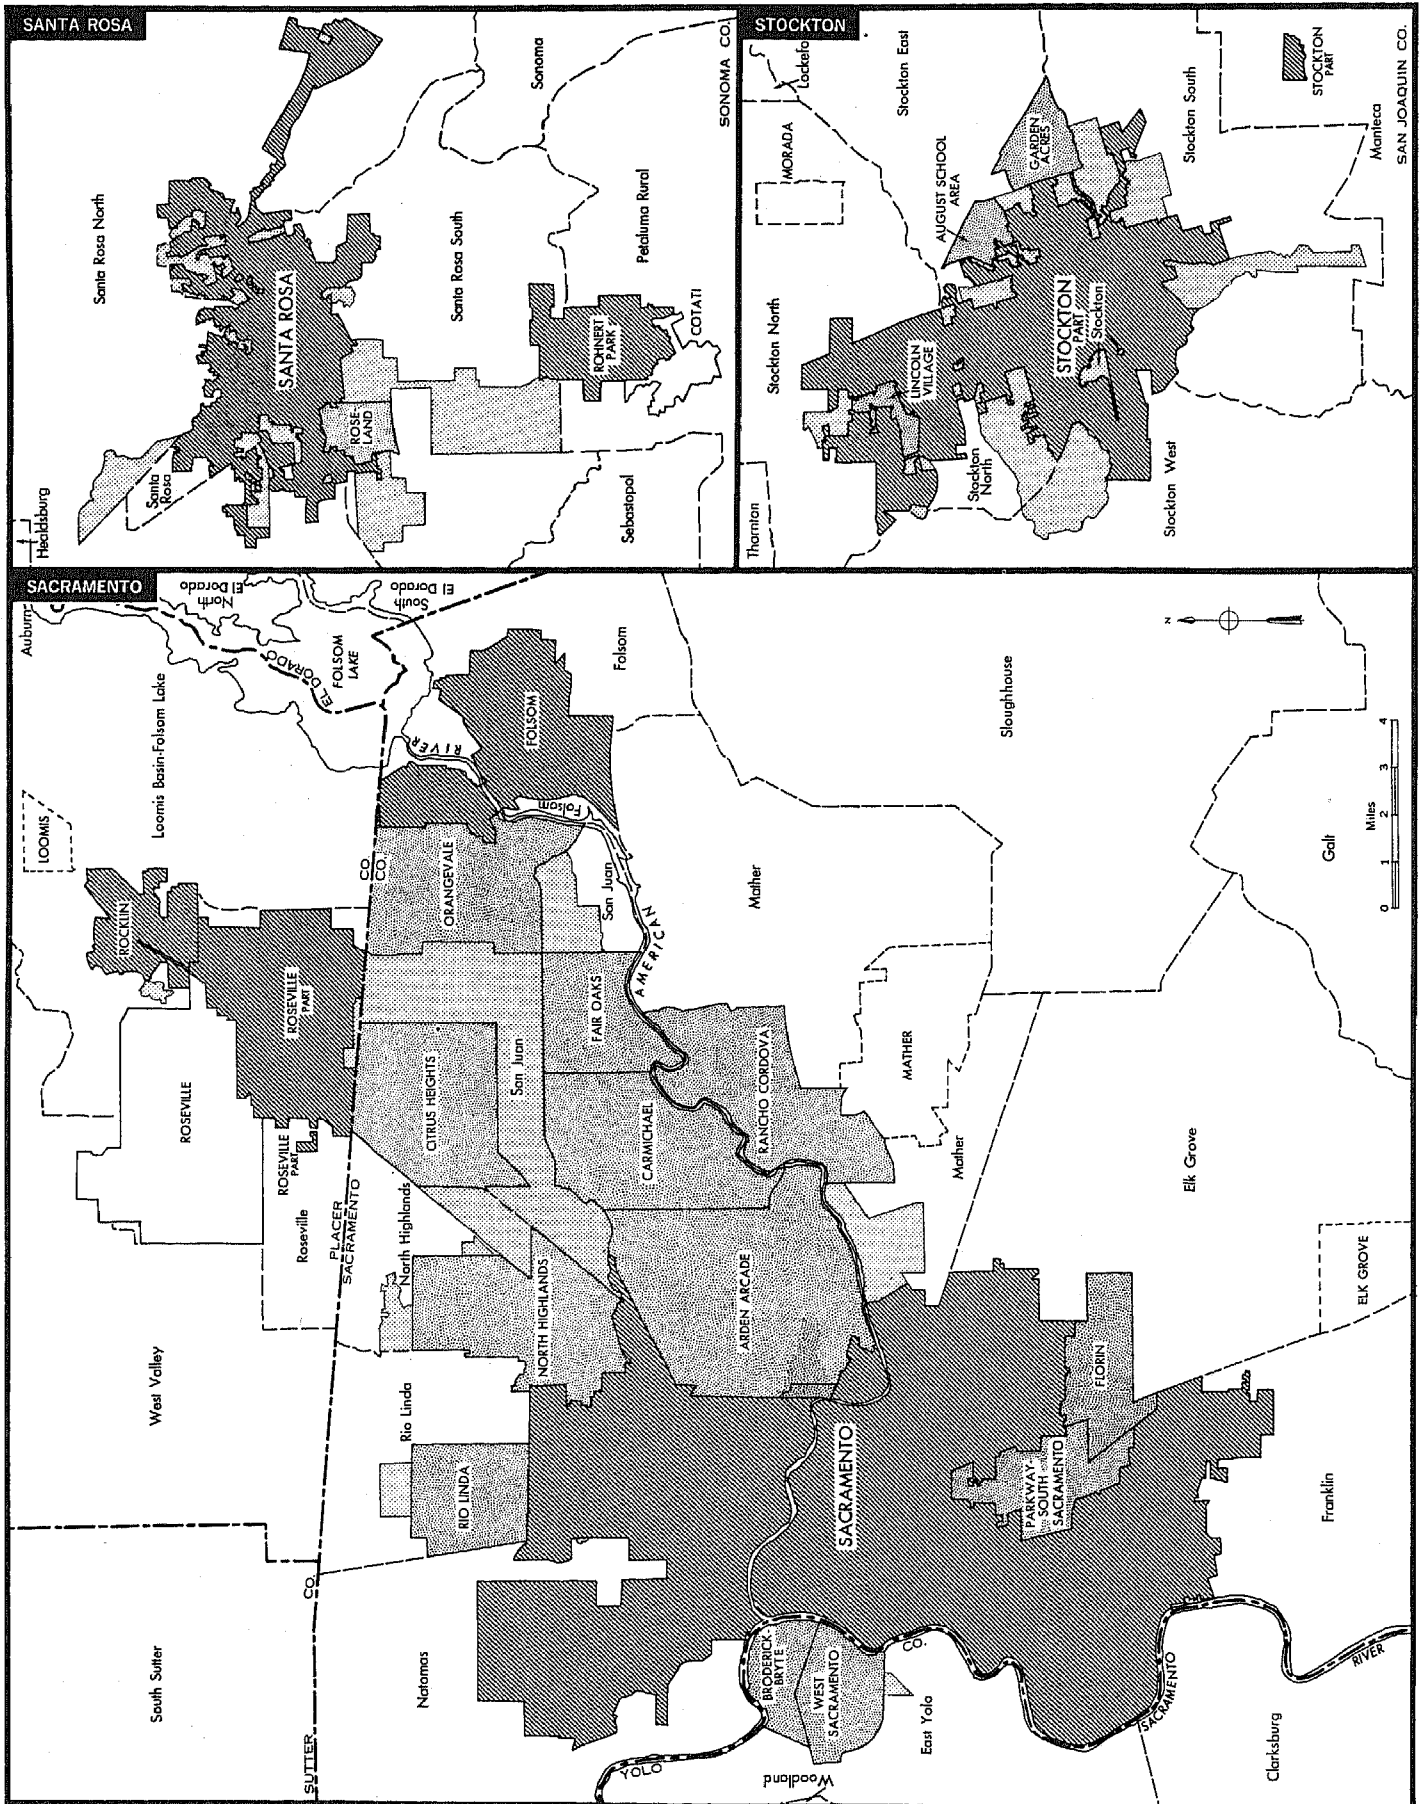 SANTA ROSA
Healdsburg
Santa Rosa North
Santa
Rosa
SANTA ROSA
ROSE-
LAND
Santa Rosa South
Sonoma
Sebastopol
Petaluma Rural
ROHNERT
PARK
COTATI
SONOMA CO.
STOCKTON
Lockefo
Stockton East
MORADA
Thornton
Stockton North
AUGUST SCHOOL
AREA
GARDEN
ACRES
LINCOLN
VILLAGE
Stockton
North
STOCKTON
PART
Stockton
Stockton West
Stockton South
STOCKTON
PART
Manteca
SAN JOAQUIN CO.
SACRAMENTO
Auburn
North
El Dorado
South
El Dorado
EL DORADO
FOLSOM
LAKE
Loomis Basin-Folsom Lake
LOOMIS
ROCKLIN
ROSEVILLE
PART
ROSEVILLE
ROSEVILLE
PART
Roseville
West Valley
South Sutter
SUTTER CO.
PLACER CO.
SACRAMENTO CO.
RIVER
FOLSOM
Folsom
Folsom
ORANGEVALE
San Juan
CITRUS HEIGHTS
San Juan
FAIR OAKS
AMERICAN
CARMICHAEL
RANCHO CORDOVA
Mather
MATHER
Mather
Sloughhouse
North Highlands
NORTH HIGHLANDS
ARDEN ARCADE
Rio Linda
RIO LINDA
Natomas
SACRAMENTO
FLORIN
PARKWAY-
SOUTH
SACRAMENTO
Elk Grove
ELK GROVE
Galt
Franklin
BRODERICK-
BRYTE
WEST
SACRAMENTO
YOLO CO.
Woodland
East Yolo
SACRAMENTO RIVER
Clarksburg
N
0 1 2 3 4
Miles